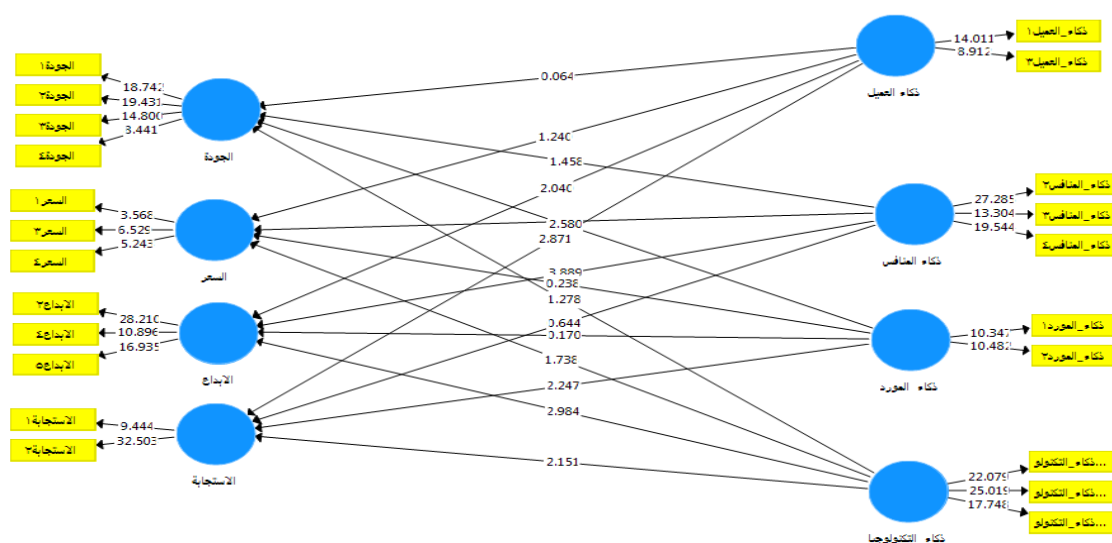 ذكاء_العميل١
14.011
8.912
ذكاء_العميل٣
ذكاء العميل
الجودة١
18.742
الجودة٢
19.431
الجودة٣
14.800
الجودة٤
3.441
الجودة
0.064
1.240
1.458
2.040
ذكاء_المنافس٢
27.285
ذكاء_المنافس٣
13.304
ذكاء_المنافس٤
19.544
ذكاء المنافس
السعر١
3.568
السعر٣
6.529
السعر٤
5.243
السعر
2.580
2.871
3.889
0.238
1.278
الابداع٢
28.210
الابداع٤
10.896
الابداع٥
16.935
الابداع
0.644
0.170
1.738
ذكاء_المورد١
10.347
ذكاء_المورد٢
10.482
ذكاء المورد
2.247
2.984
الاستجابة١
9.444
الاستجابة٢
32.503
الاستجابة
2.151
ذكاء_التكنولو...
22.079
ذكاء_التكنولو...
25.019
ذكاء_التكنولو...
17.748
ذكاء التكنولوجيا